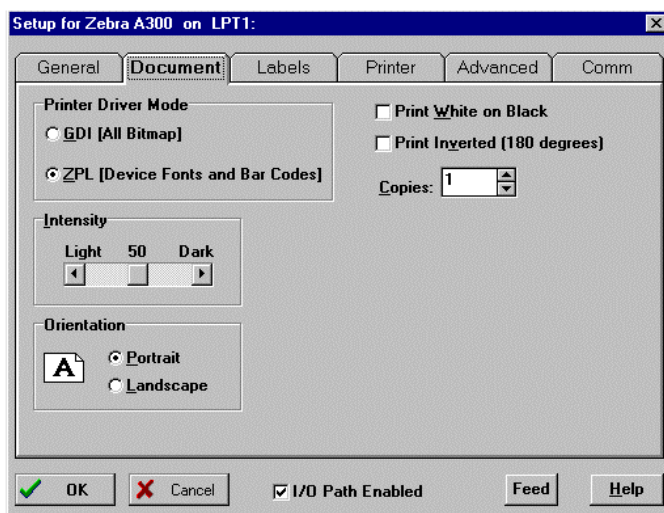 Setup for Zebra A300 on LPT1:
General Document Labels Printer Advanced Comm
Printer Driver Mode
GDI [All Bitmap]
ZPL [Device Fonts and Bar Codes]
Print White on Black
Print Inverted (180 degrees)
Copies: 1
Intensity
Light 50 Dark
Orientation
A
Portrait
Landscape
OK Cancel I/O Path Enabled Feed Help